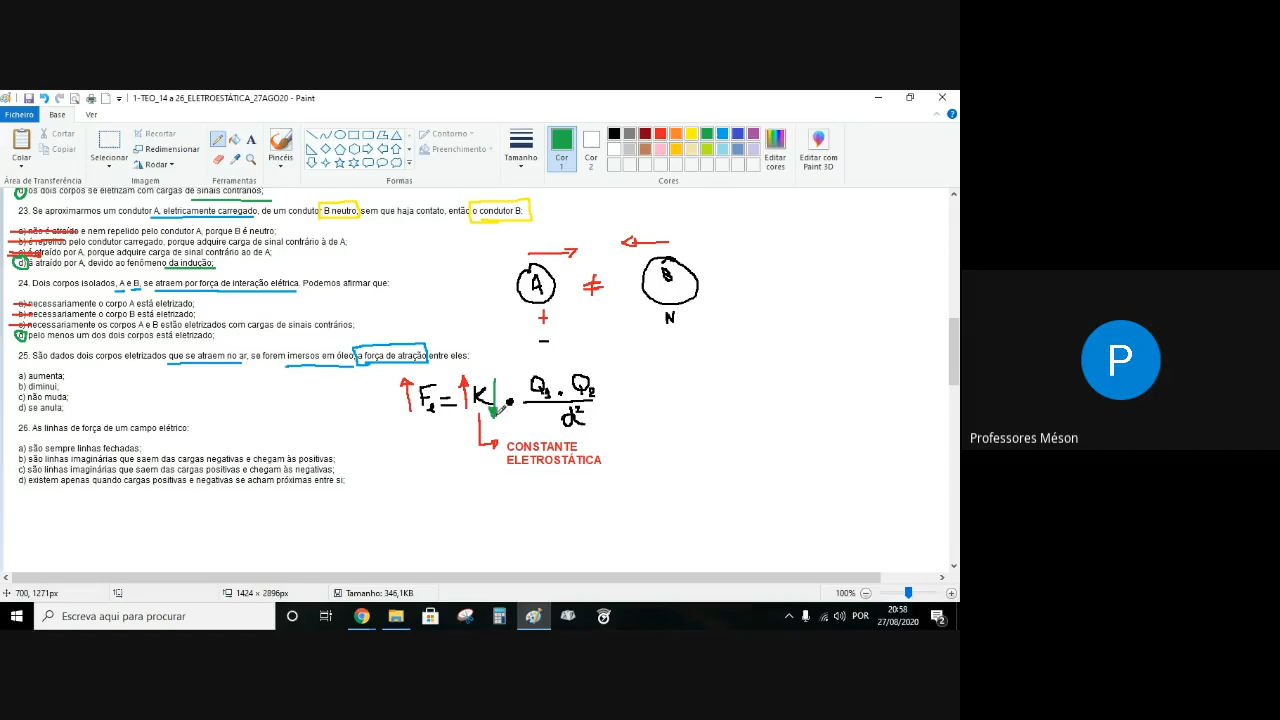 1-TEO_14 a 26_ELETROESTÁTICA_27AGO20 - Paint
Ficheiro Base Ver
Colar
Cortar
Copiar
Área de Transferência
Selecionar
Recortar
Redimensionar
Rodar
Imagem
A
Ferramentas
Pincéis
Contorno
Preenchimento
Formas
Tamanho
Cor
1
Cor
2
Cores
Editar
cores
Editar com
Paint 3D
os dois corpos se eletrizam com cargas de sinais contrários;
23. Se aproximarmos um condutor A, eletricamente carregado, de um condutor B neutro, sem que haja contato, então o condutor B:
a) não é atraído e nem repelido pelo condutor A, porque B é neutro;
b) é repelido pelo condutor carregado, porque adquire carga de sinal contrário à de A;
c) é atraído por A, porque adquire carga de sinal contrário ao de A;
d) é atraído por A, devido ao fenômeno da indução;
24. Dois corpos isolados, A e B, se atraem por força de interação elétrica. Podemos afirmar que:
a) necessariamente o corpo A está eletrizado;
b) necessariamente o corpo B está eletrizado;
c) necessariamente os corpos A e B estão eletrizados com cargas de sinais contrários;
d) pelo menos um dos dois corpos está eletrizado;
25. São dados dois corpos eletrizados que se atraem no ar, se forem imersos em óleo, a força de atração entre eles:
a) aumenta;
b) diminui;
c) não muda;
d) se anula;
26. As linhas de força de um campo elétrico:
a) são sempre linhas fechadas;
b) são linhas imaginárias que saem das cargas negativas e chegam às positivas;
c) são linhas imaginárias que saem das cargas positivas e chegam às negativas;
d) existem apenas quando cargas positivas e negativas se acham próximas entre si;
A ≠ B
+ N
-
Fe = K . Q1 . Q2
d²
CONSTANTE
ELETROSTÁTICA
700, 1271px
1424 × 2896px
Tamanho: 346,1KB
100%
Escreva aqui para procurar
POR
20:58
27/08/2020
2
P
Professores Méson